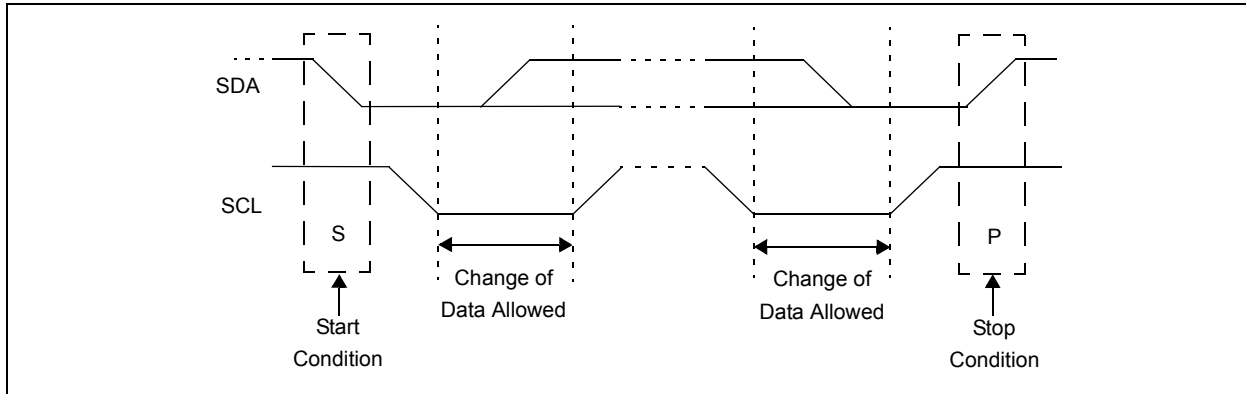 SDA
SCL
S
P
Change of
Data Allowed
Change of
Data Allowed
Start
Condition
Stop
Condition